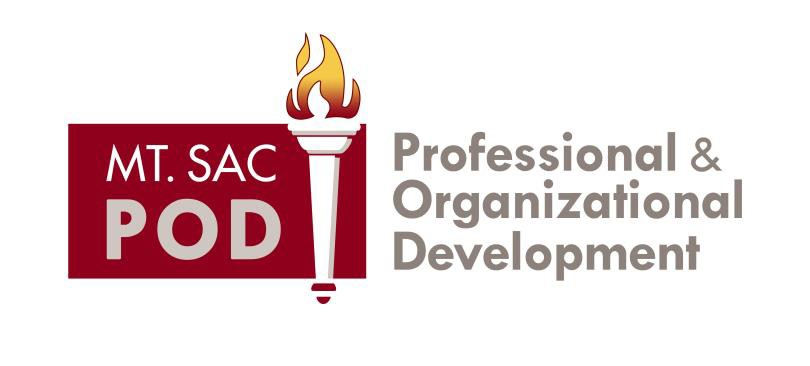 MT. SAC
POD
Professional &
Organizational
Development